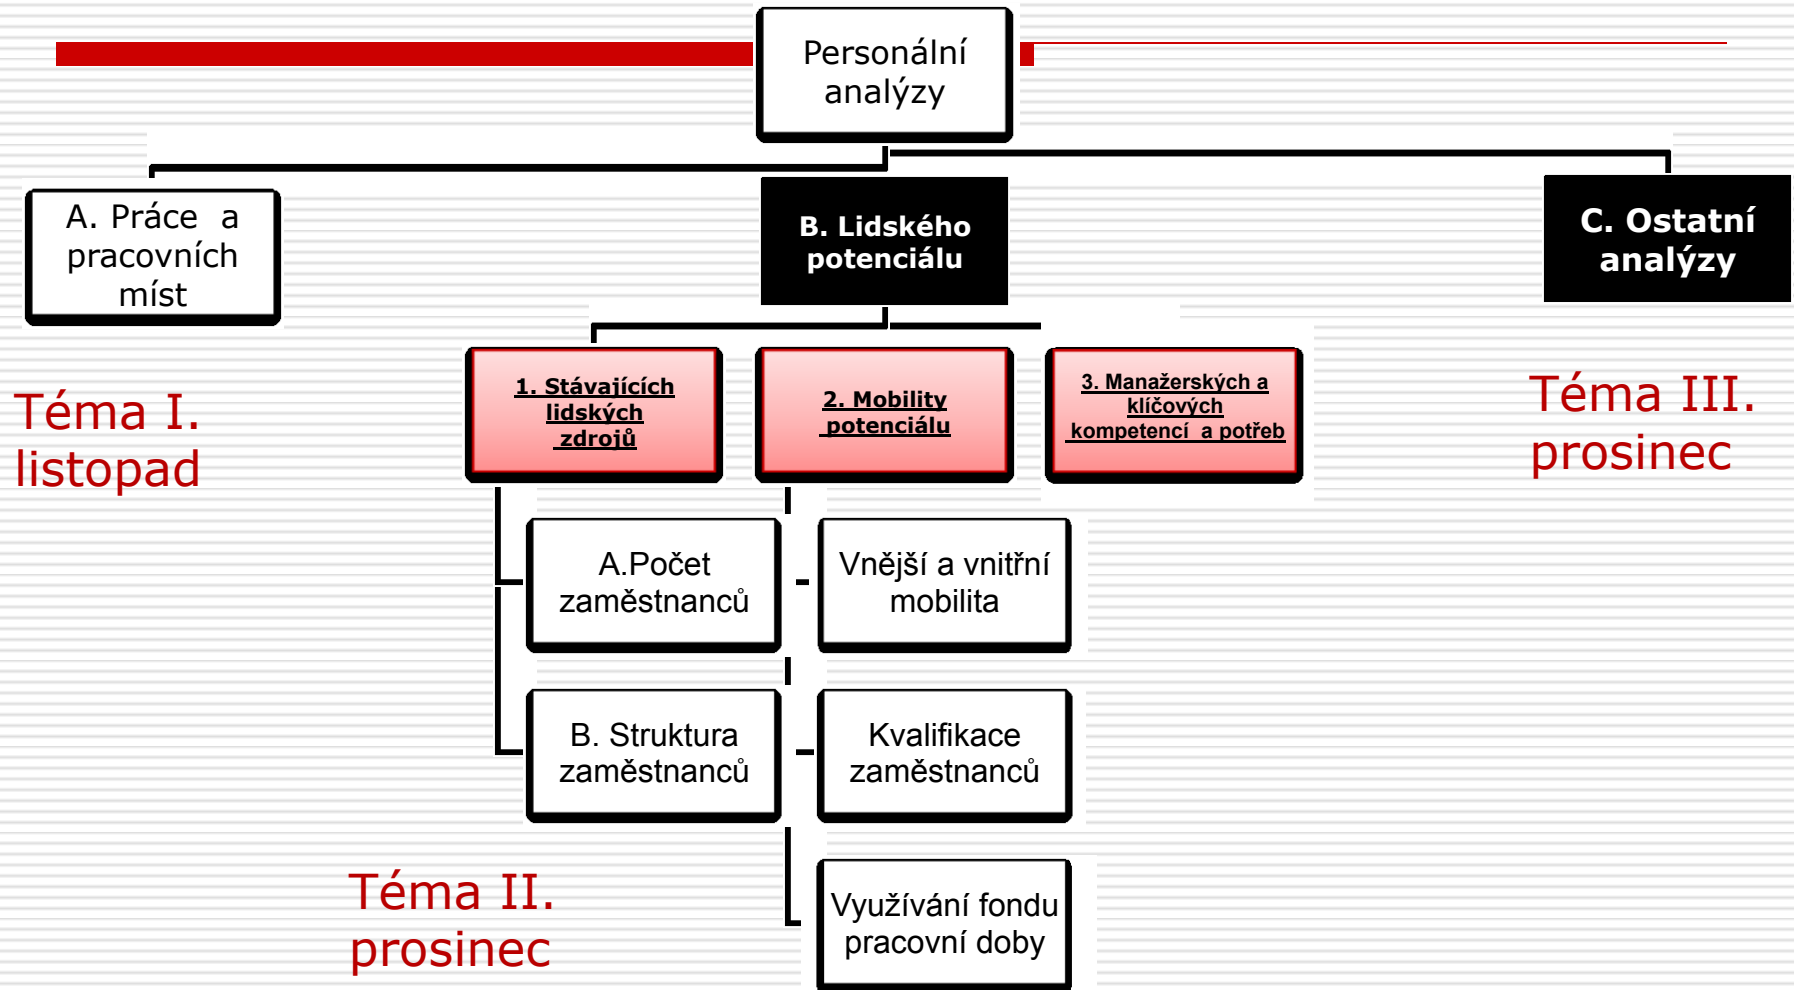 Personální
analýzy
A. Práce a
pracovních
míst
B. Lidského
potenciálu
C. Ostatní
analýzy
Téma I.
listopad
1. Stávajících
lidských
zdrojů
2. Mobility
potenciálu
3. Manažerských a
klíčových
kompetencí a potřeb
Téma III.
prosinec
A.Počet
zaměstnanců
Vnější a vnitřní
mobilita
B. Struktura
zaměstnanců
Kvalifikace
zaměstnanců
Téma II.
prosinec
Využívání fondu
pracovní doby